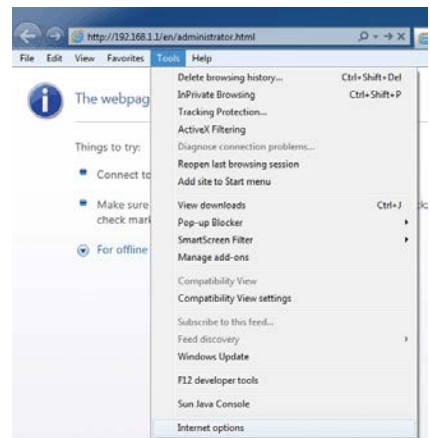 http://192.168.1.1/en/administrator.html
File Edit View Favorites Tools Help
The webpag
Things to try:
Connect to
Make sure
check mark
For offline
Delete browsing history... Ctrl+Shift+Del
InPrivate Browsing Ctrl+Shift+P
Tracking Protection...
ActiveX Filtering
Diagnose connection problems...
Reopen last browsing session
Add site to Start menu
View downloads Ctrl+J
Pop-up Blocker
SmartScreen Filter
Manage add-ons
Compatibility View
Compatibility View settings
Subscribe to this feed...
Feed discovery
Windows Update
F12 developer tools
Sun Java Console
Internet options